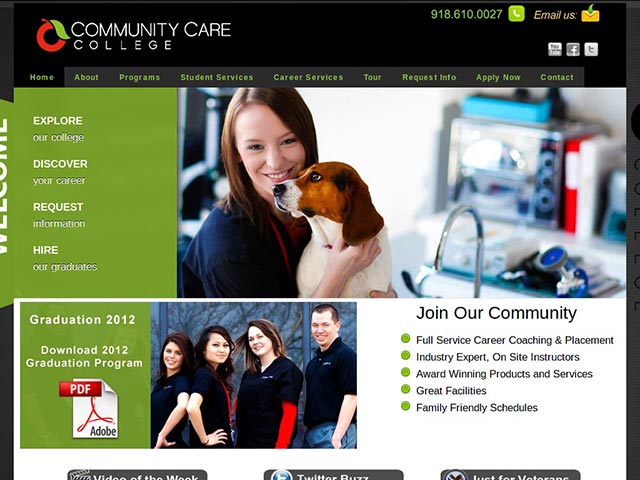 COMMUNITY CARE
COLLEGE
918.610.0027
Email us:
You
Tube
Home
About
Programs
Student Services
Career Services
Tour
Request Info
Apply Now
Contact
WELCOME
EXPLORE
our college
DISCOVER
your career
REQUEST
information
HIRE
our graduates
Graduation 2012
Download 2012
Graduation Program
PDF
Adobe
Join Our Community
Full Service Career Coaching & Placement
Industry Expert, On Site Instructors
Award Winning Products and Services
Great Facilities
Family Friendly Schedules
Video of the Week
Twitter Buzz
Just for Veterans